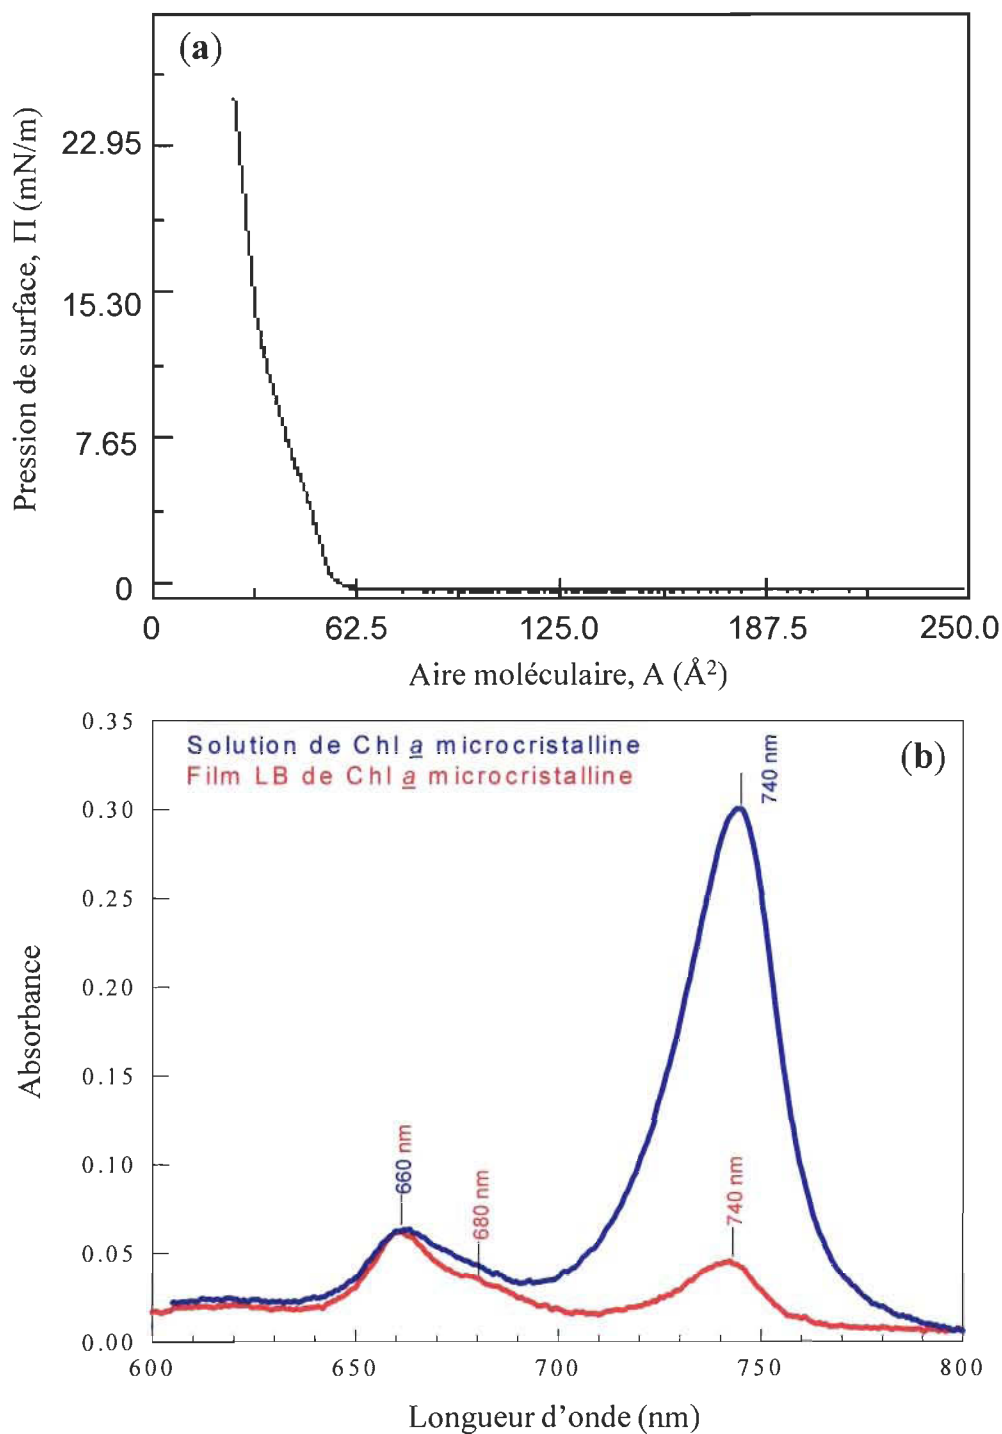 (a)
Pression de surface, Π (mN/m)
22.95
15.30
7.65
0
0 62.5 125.0 187.5 250.0
Aire moléculaire, A (Å²)
(b)
Solution de Chl a microcristalline
Film LB de Chl a microcristalline
740 nm
660 nm
680 nm
740 nm
Absorbance
0.35
0.30
0.25
0.20
0.15
0.10
0.05
0.00
600 650 700 750 800
Longueur d’onde (nm)